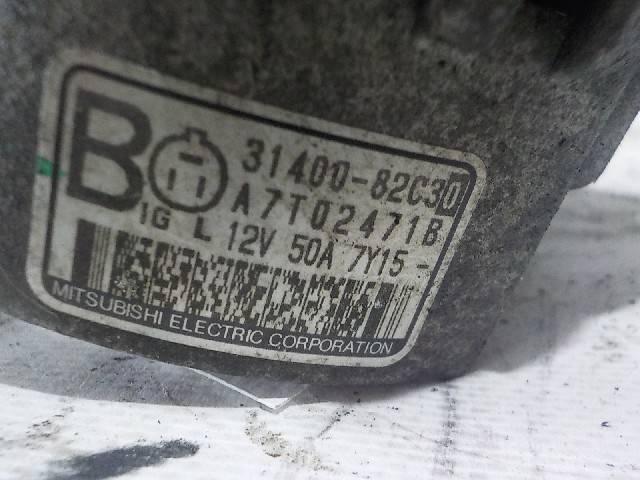 B
31400-82C30
A7T02471B
IG L 12V 50A 7Y15 -
MITSUBISHI ELECTRIC CORPORATION